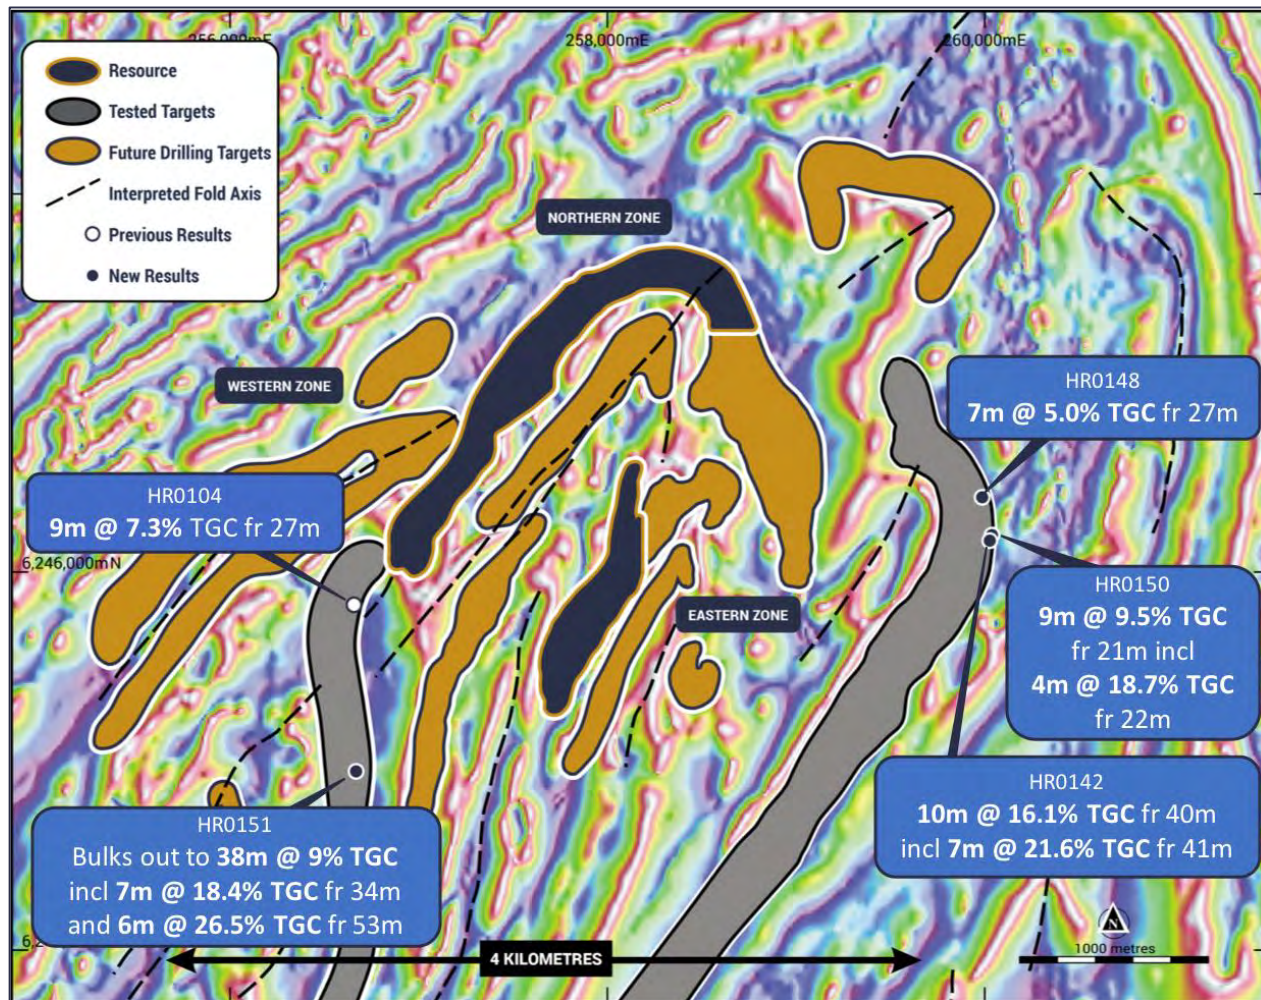 256,000mE
258,000mE
260,000mE
Resource
Tested Targets
Future Drilling Targets
Interpreted Fold Axis
Previous Results
New Results
NORTHERN ZONE
WESTERN ZONE
HR0148
7m @ 5.0% TGC fr 27m
HR0104
9m @ 7.3% TGC fr 27m
6,246,000mN
HR0150
9m @ 9.5% TGC
fr 21m incl
4m @ 18.7% TGC
fr 22m
EASTERN ZONE
HR0142
10m @ 16.1% TGC fr 40m
incl 7m @ 21.6% TGC fr 41m
HR0151
Bulks out to 38m @ 9% TGC
incl 7m @ 18.4% TGC fr 34m
and 6m @ 26.5% TGC fr 53m
N
1000 metres
4 KILOMETRES